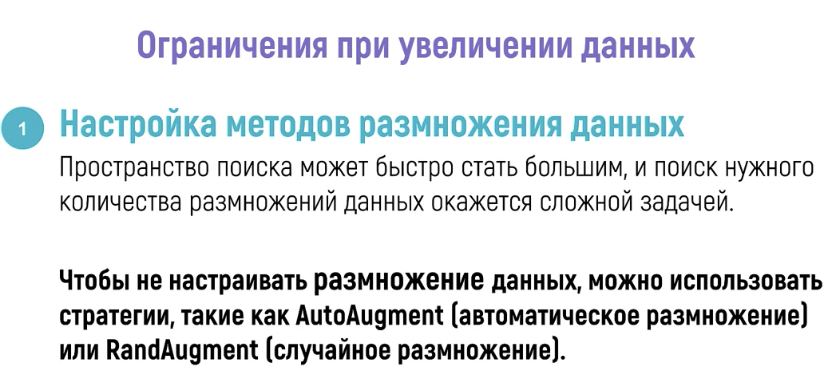 Ограничения при увеличении данных
1 Настройка методов размножения данных
Пространство поиска может быстро стать большим, и поиск нужного
количества размножений данных окажется сложной задачей.
Чтобы не настраивать размножение данных, можно использовать
стратегии, такие как AutoAugment (автоматическое размножение)
или RandAugment (случайное размножение).